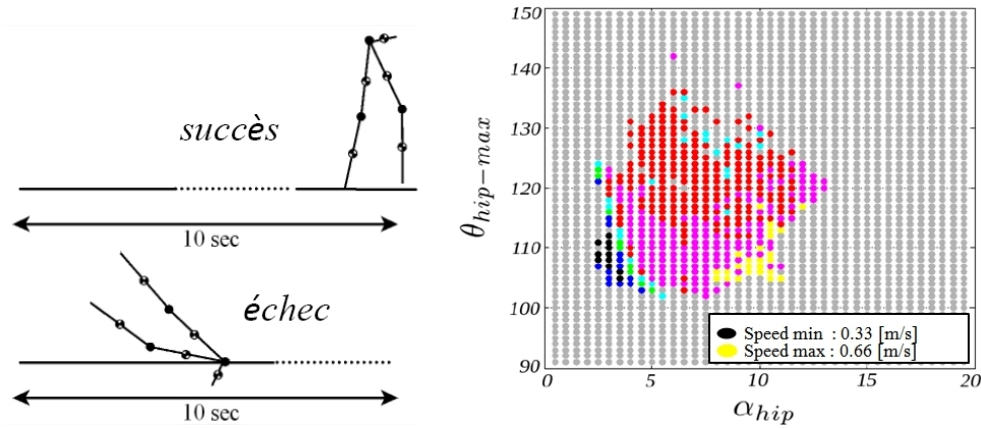 succès
10 sec
échec
10 sec
150
140
130
120
110
100
90
θhip−max
Speed min : 0.33 [m/s]
Speed max : 0.66 [m/s]
0 5 10 15 20
αhip